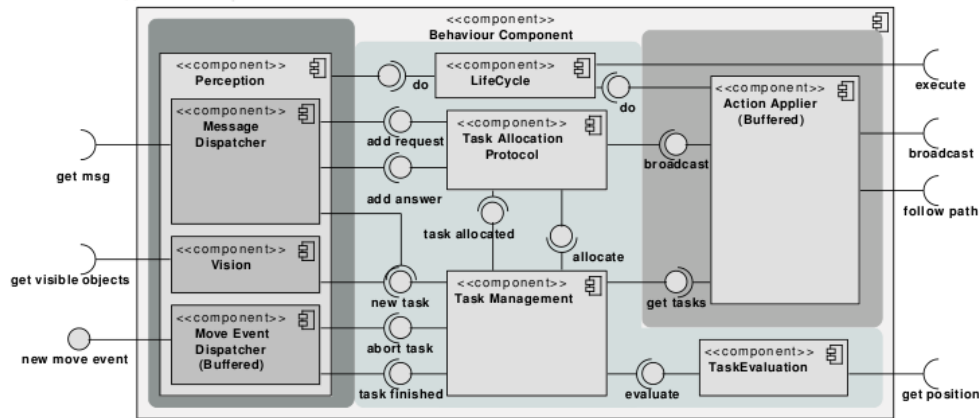 <<component>>
Behaviour Component
<<component>>
Perception
do
<<component>>
LifeCycle
do
execute
<<component>>
Message
Dispatcher
add request
<<component>>
Task Allocation
Protocol
broadcast
<<component>>
Action Applier
(Buffered)
broadcast
get msg
add answer
follow path
task allocated
allocate
<<component>>
Vision
get visible objects
new task
<<component>>
Task Management
get tasks
<<component>>
Move Event
Dispatcher
(Buffered)
new move event
abort task
task finished
evaluate
<<component>>
TaskEvaluation
get position